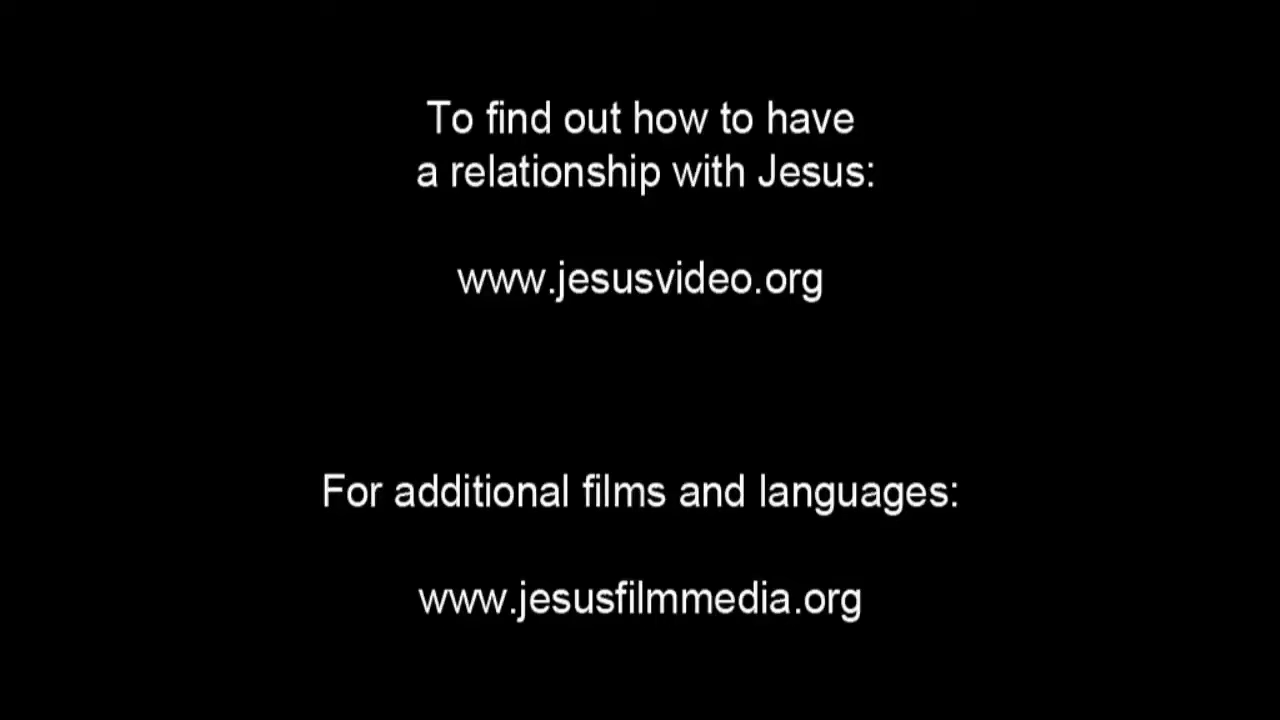 To find out how to have
a relationship with Jesus:
www.jesusvideo.org
For additional films and languages:
www.jesusfilmmedia.org